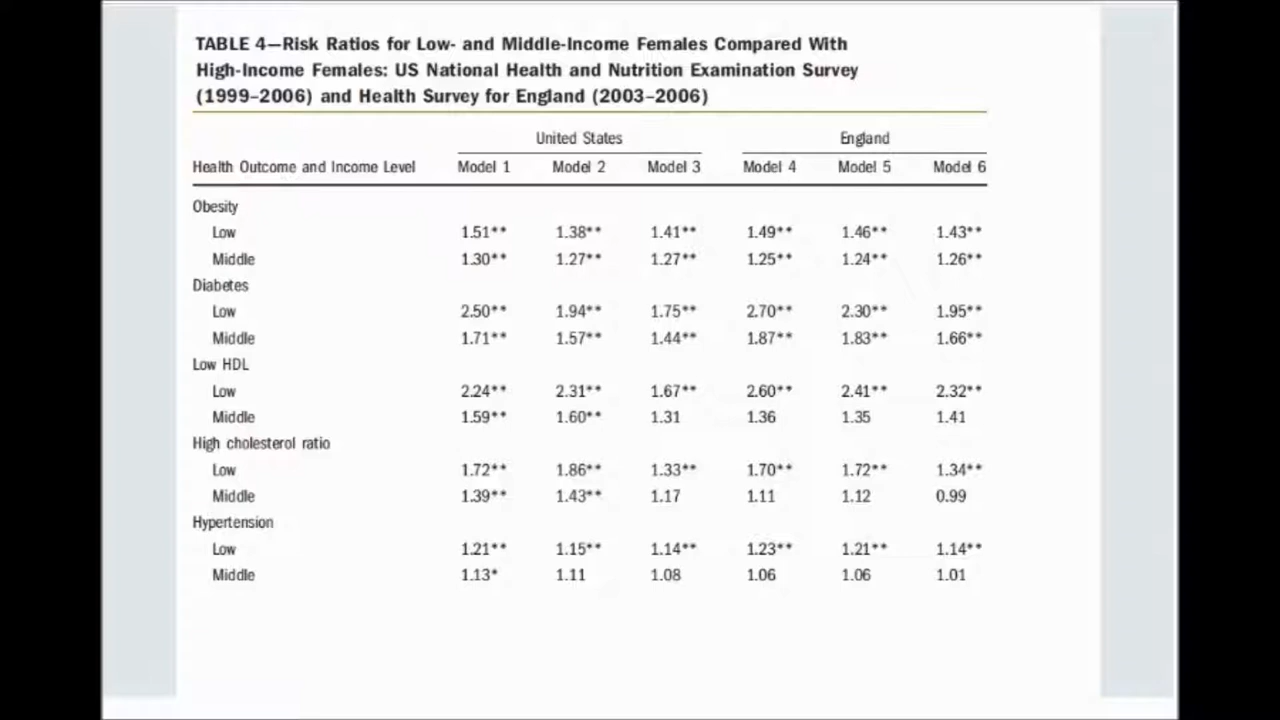 TABLE 4—Risk Ratios for Low- and Middle-Income Females Compared With
High-Income Females: US National Health and Nutrition Examination Survey
(1999–2006) and Health Survey for England (2003–2006)
United States England
Health Outcome and Income Level Model 1 Model 2 Model 3 Model 4 Model 5 Model 6
Obesity
Low 1.51** 1.38** 1.41** 1.49** 1.46** 1.43**
Middle 1.30** 1.27** 1.27** 1.25** 1.24** 1.26**
Diabetes
Low 2.50** 1.94** 1.75** 2.70** 2.30** 1.95**
Middle 1.71** 1.57** 1.44** 1.87** 1.83** 1.66**
Low HDL
Low 2.24** 2.31** 1.67** 2.60** 2.41** 2.32**
Middle 1.59** 1.60** 1.31 1.36 1.35 1.41
High cholesterol ratio
Low 1.72** 1.86** 1.33** 1.70** 1.72** 1.34**
Middle 1.39** 1.43** 1.17 1.11 1.12 0.99
Hypertension
Low 1.21** 1.15** 1.14** 1.23** 1.21** 1.14**
Middle 1.13* 1.11 1.08 1.06 1.06 1.01